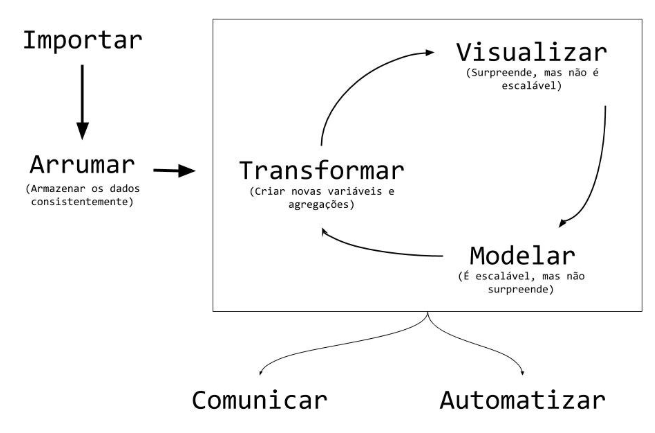 Importar
Arrumar
(Armazenar os dados
consistentemente)
Transformar
(Criar novas variáveis e
agregações)
Visualizar
(Surpreende, mas não é
escalável)
Modelar
(É escalável, mas não
surpreende)
Comunicar
Automatizar